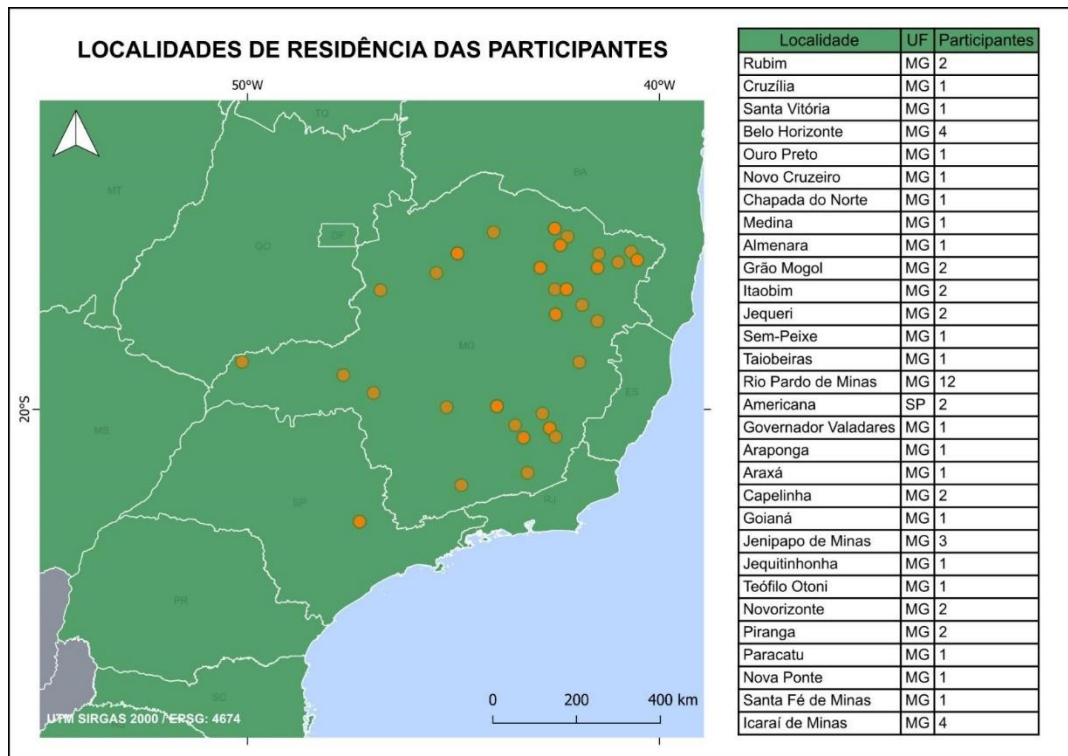 LOCALIDADES DE RESIDÊNCIA DAS PARTICIPANTES
50°W 40°W
TO
BA
MT
DF
GO
MG
20°S
ES
MS
SP
RJ
PR
SC
0 200 400 km
UTM SIRGAS 2000 / EPSG: 4674
Localidade UF Participantes
Rubim MG 2
Cruzília MG 1
Santa Vitória MG 1
Belo Horizonte MG 4
Ouro Preto MG 1
Novo Cruzeiro MG 1
Chapada do Norte MG 1
Medina MG 1
Almenara MG 1
Grão Mogol MG 2
Itaobim MG 2
Jequeri MG 2
Sem-Peixe MG 1
Taiobeiras MG 1
Rio Pardo de Minas MG 12
Americana SP 2
Governador Valadares MG 1
Araponga MG 1
Araxá MG 1
Capelinha MG 2
Goianá MG 1
Jenipapo de Minas MG 3
Jequitinhonha MG 1
Teófilo Otoni MG 1
Novorizonte MG 2
Piranga MG 2
Paracatu MG 1
Nova Ponte MG 1
Santa Fé de Minas MG 1
Icaraí de Minas MG 4